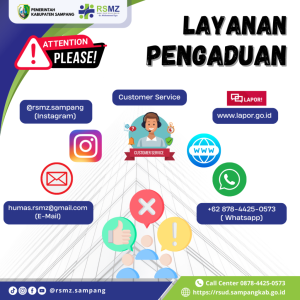 PEMERINTAH
KABUPATEN SAMPANG
RSMZ
LAYANAN
PENGADUAN
ATTENTION
PLEASE!
@rsmz.sampang
(Instagram)
Customer Service
LAPOR!
www.lapor.go.id
CUSTOMER SERVICE
WWW
humas.rsmz@gmail.com
(E-Mail)
+62 878-4425-0573
( Whatsapp)
@rsmz.sampang
Call Center 0878-4425-0573
https://rsud.sampangkab.go.id